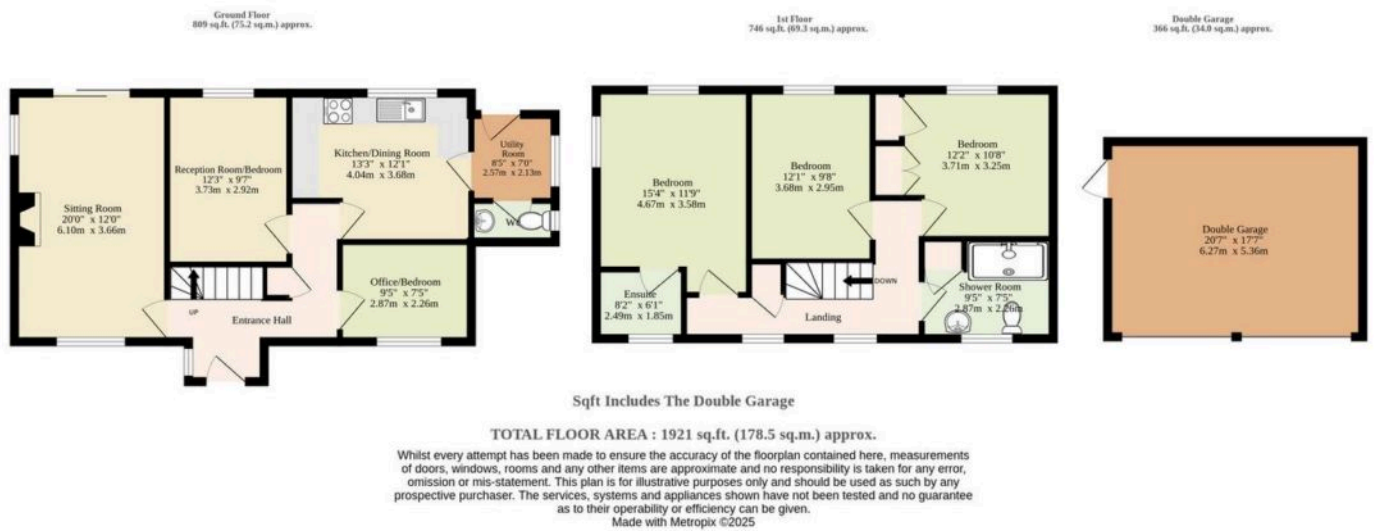 Ground Floor
809 sq.ft. (75.2 sq.m.) approx.
Sitting Room
20'0" x 12'0"
6.10m x 3.66m
Reception Room/Bedroom
12'3" x 9'7"
3.73m x 2.92m
Kitchen/Dining Room
13'3" x 12'1"
4.04m x 3.68m
Utility
Room
8'5" x 7'0"
2.57m x 2.13m
Office/Bedroom
9'5" x 7'5"
2.87m x 2.26m
UP
Entrance Hall
1st Floor
746 sq.ft. (69.3 sq.m.) approx.
Bedroom
15'4" x 11'9"
4.67m x 3.58m
Bedroom
12'1" x 9'8"
3.68m x 2.95m
Bedroom
12'2" x 10'8"
3.71m x 3.25m
Ensuite
8'2" x 6'1"
2.49m x 1.85m
DOWN
Landing
Shower Room
9'5" x 7'5"
2.87m x 2.26m
Double Garage
366 sq.ft. (34.0 sq.m.) approx.
Double Garage
20'7" x 17'7"
6.27m x 5.36m
Sqft Includes The Double Garage
TOTAL FLOOR AREA : 1921 sq.ft. (178.5 sq.m.) approx.
Whilst every attempt has been made to ensure the accuracy of the floorplan contained here, measurements
of doors, windows, rooms and any other items are approximate and no responsibility is taken for any error,
omission or mis-statement. This plan is for illustrative purposes only and should be used as such by any
prospective purchaser. The services, systems and appliances shown have not been tested and no guarantee
as to their operability or efficiency can be given.
Made with Metropix ©2025